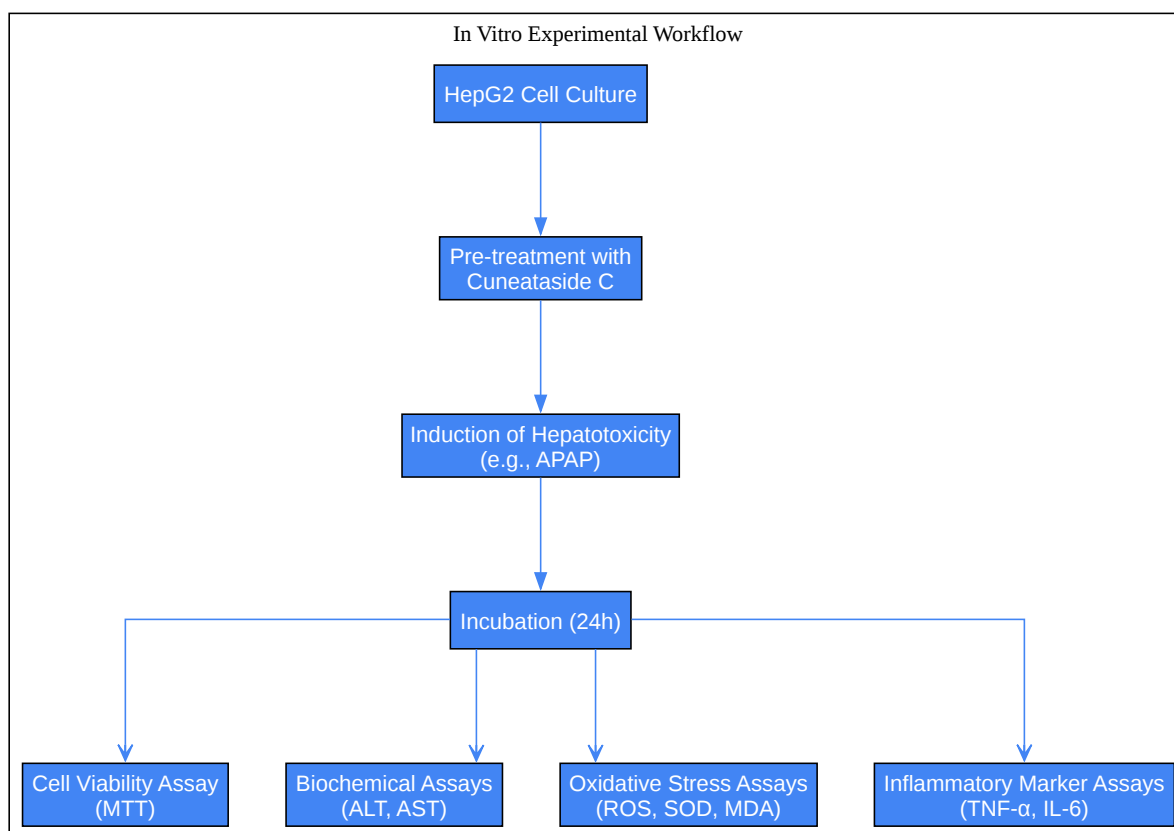 In Vitro Experimental Workflow
HepG2 Cell Culture
Pre-treatment with
Cuneataside C
Induction of Hepatotoxicity
(e.g., APAP)
Incubation (24h)
Cell Viability Assay
(MTT)
Biochemical Assays
(ALT, AST)
Oxidative Stress Assays
(ROS, SOD, MDA)
Inflammatory Marker Assays
(TNF-α, IL-6)